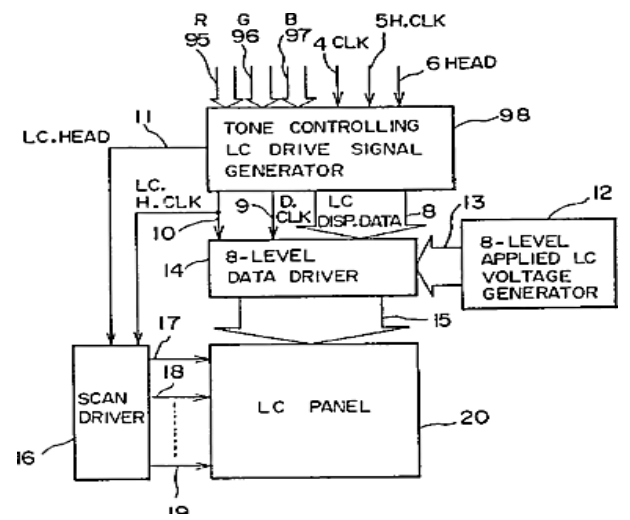 R G B
95 96 97
4 CLK
5H.CLK
6 HEAD
11
LC.HEAD
TONE CONTROLLING
LC DRIVE SIGNAL
GENERATOR
98
LC.
H.CLK
10
9
D.
CLK
LC
DISP.DATA
8
13
12
14
8-LEVEL
DATA DRIVER
8-LEVEL
APPLIED LC
VOLTAGE
GENERATOR
15
17
18
19
SCAN
DRIVER
16
LC PANEL
20